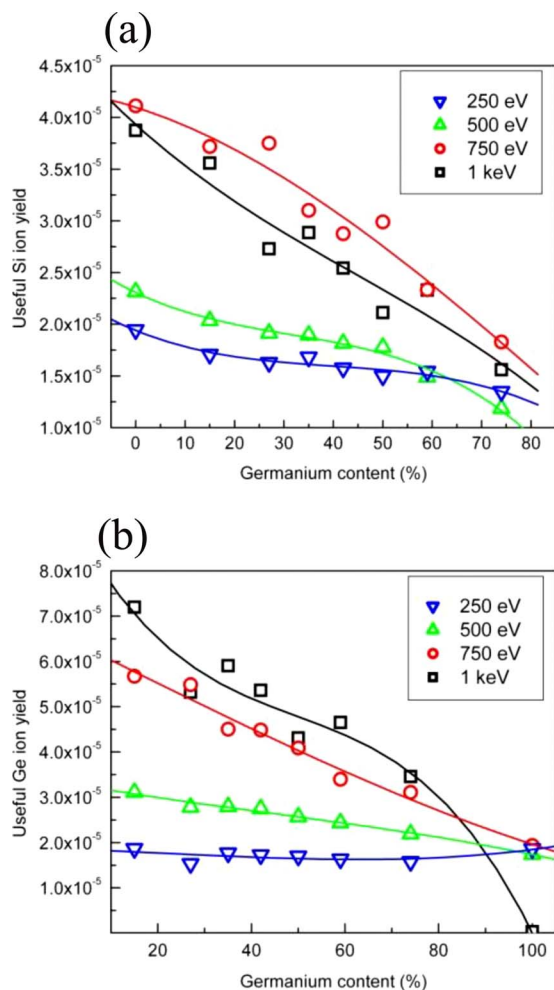 (a)
4.5x10⁻⁵
4.0x10⁻⁵
3.5x10⁻⁵
3.0x10⁻⁵
2.5x10⁻⁵
2.0x10⁻⁵
1.5x10⁻⁵
1.0x10⁻⁵
Useful Si ion yield
250 eV
500 eV
750 eV
1 keV
0 10 20 30 40 50 60 70 80
Germanium content (%)
(b)
8.0x10⁻⁵
7.0x10⁻⁵
6.0x10⁻⁵
5.0x10⁻⁵
4.0x10⁻⁵
3.0x10⁻⁵
2.0x10⁻⁵
1.0x10⁻⁵
Useful Ge ion yield
250 eV
500 eV
750 eV
1 keV
20 40 60 80 100
Germanium content (%)